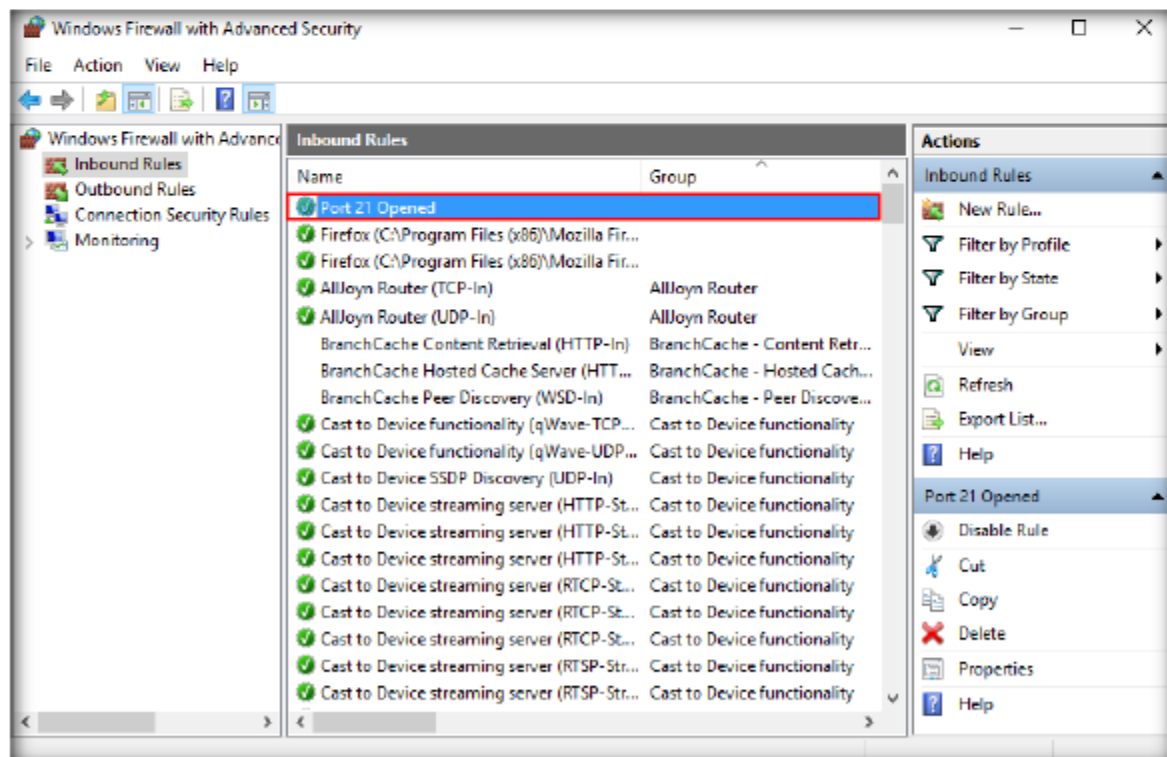 Windows Firewall with Advanced Security
File Action View Help
Windows Firewall with Advance
Inbound Rules
Outbound Rules
Connection Security Rules
Monitoring
Inbound Rules
Name Group
Port 21 Opened
Firefox (C:\Program Files (x86)\Mozilla Fir...
Firefox (C:\Program Files (x86)\Mozilla Fir...
AllJoyn Router (TCP-In) AllJoyn Router
AllJoyn Router (UDP-In) AllJoyn Router
BranchCache Content Retrieval (HTTP-In) BranchCache - Content Retr...
BranchCache Hosted Cache Server (HTT... BranchCache - Hosted Cach...
BranchCache Peer Discovery (WSD-In) BranchCache - Peer Discove...
Cast to Device functionality (qWave-TCP... Cast to Device functionality
Cast to Device functionality (qWave-UDP... Cast to Device functionality
Cast to Device SSDP Discovery (UDP-In) Cast to Device functionality
Cast to Device streaming server (HTTP-St... Cast to Device functionality
Cast to Device streaming server (HTTP-St... Cast to Device functionality
Cast to Device streaming server (HTTP-St... Cast to Device functionality
Cast to Device streaming server (RTCP-St... Cast to Device functionality
Cast to Device streaming server (RTCP-St... Cast to Device functionality
Cast to Device streaming server (RTCP-St... Cast to Device functionality
Cast to Device streaming server (RTSP-Str... Cast to Device functionality
Cast to Device streaming server (RTSP-Str... Cast to Device functionality
Actions
Inbound Rules
New Rule...
Filter by Profile
Filter by State
Filter by Group
View
Refresh
Export List...
Help
Port 21 Opened
Disable Rule
Cut
Copy
Delete
Properties
Help